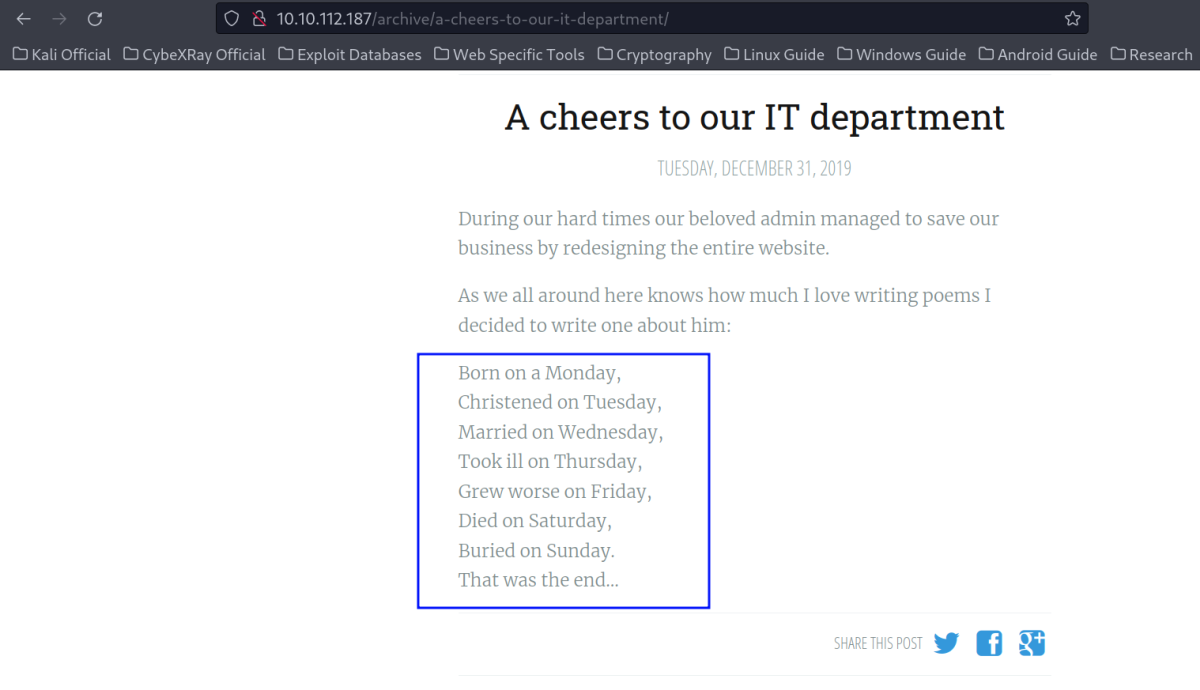 10.10.112.187/archive/a-cheers-to-our-it-department/
Kali Official CybeXRay Official Exploit Databases Web Specific Tools Cryptography Linux Guide Windows Guide Android Guide Research
A cheers to our IT department
TUESDAY, DECEMBER 31, 2019
During our hard times our beloved admin managed to save our
business by redesigning the entire website.
As we all around here knows how much I love writing poems I
decided to write one about him:
Born on a Monday,
Christened on Tuesday,
Married on Wednesday,
Took ill on Thursday,
Grew worse on Friday,
Died on Saturday,
Buried on Sunday.
That was the end…
SHARE THIS POST